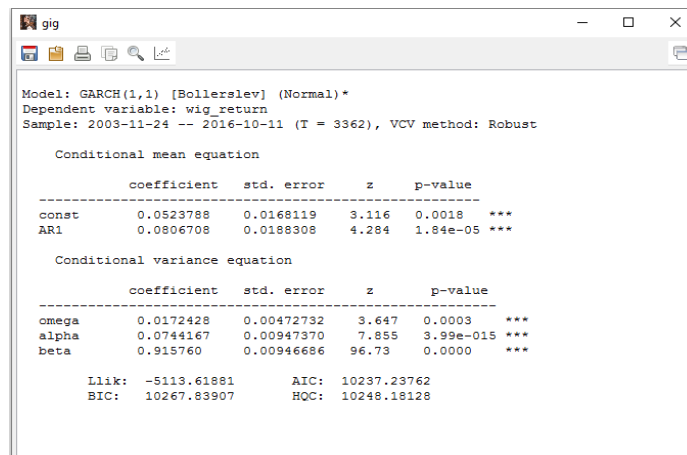 gig
Model: GARCH(1,1) [Bollerslev] (Normal)*
Dependent variable: wig_return
Sample: 2003-11-24 -- 2016-10-11 (T = 3362), VCV method: Robust
Conditional mean equation
coefficient std. error z p-value
-------------------------------------------------------
const 0.0523788 0.0168119 3.116 0.0018 ***
AR1 0.0806708 0.0188308 4.284 1.84e-05 ***
Conditional variance equation
coefficient std. error z p-value
---------------------------------------------------------
omega 0.0172428 0.00472732 3.647 0.0003 ***
alpha 0.0744167 0.00947370 7.855 3.99e-015 ***
beta 0.915760 0.00946686 96.73 0.0000 ***
Llik: -5113.61881 AIC: 10237.23762
BIC: 10267.83907 HQC: 10248.18128